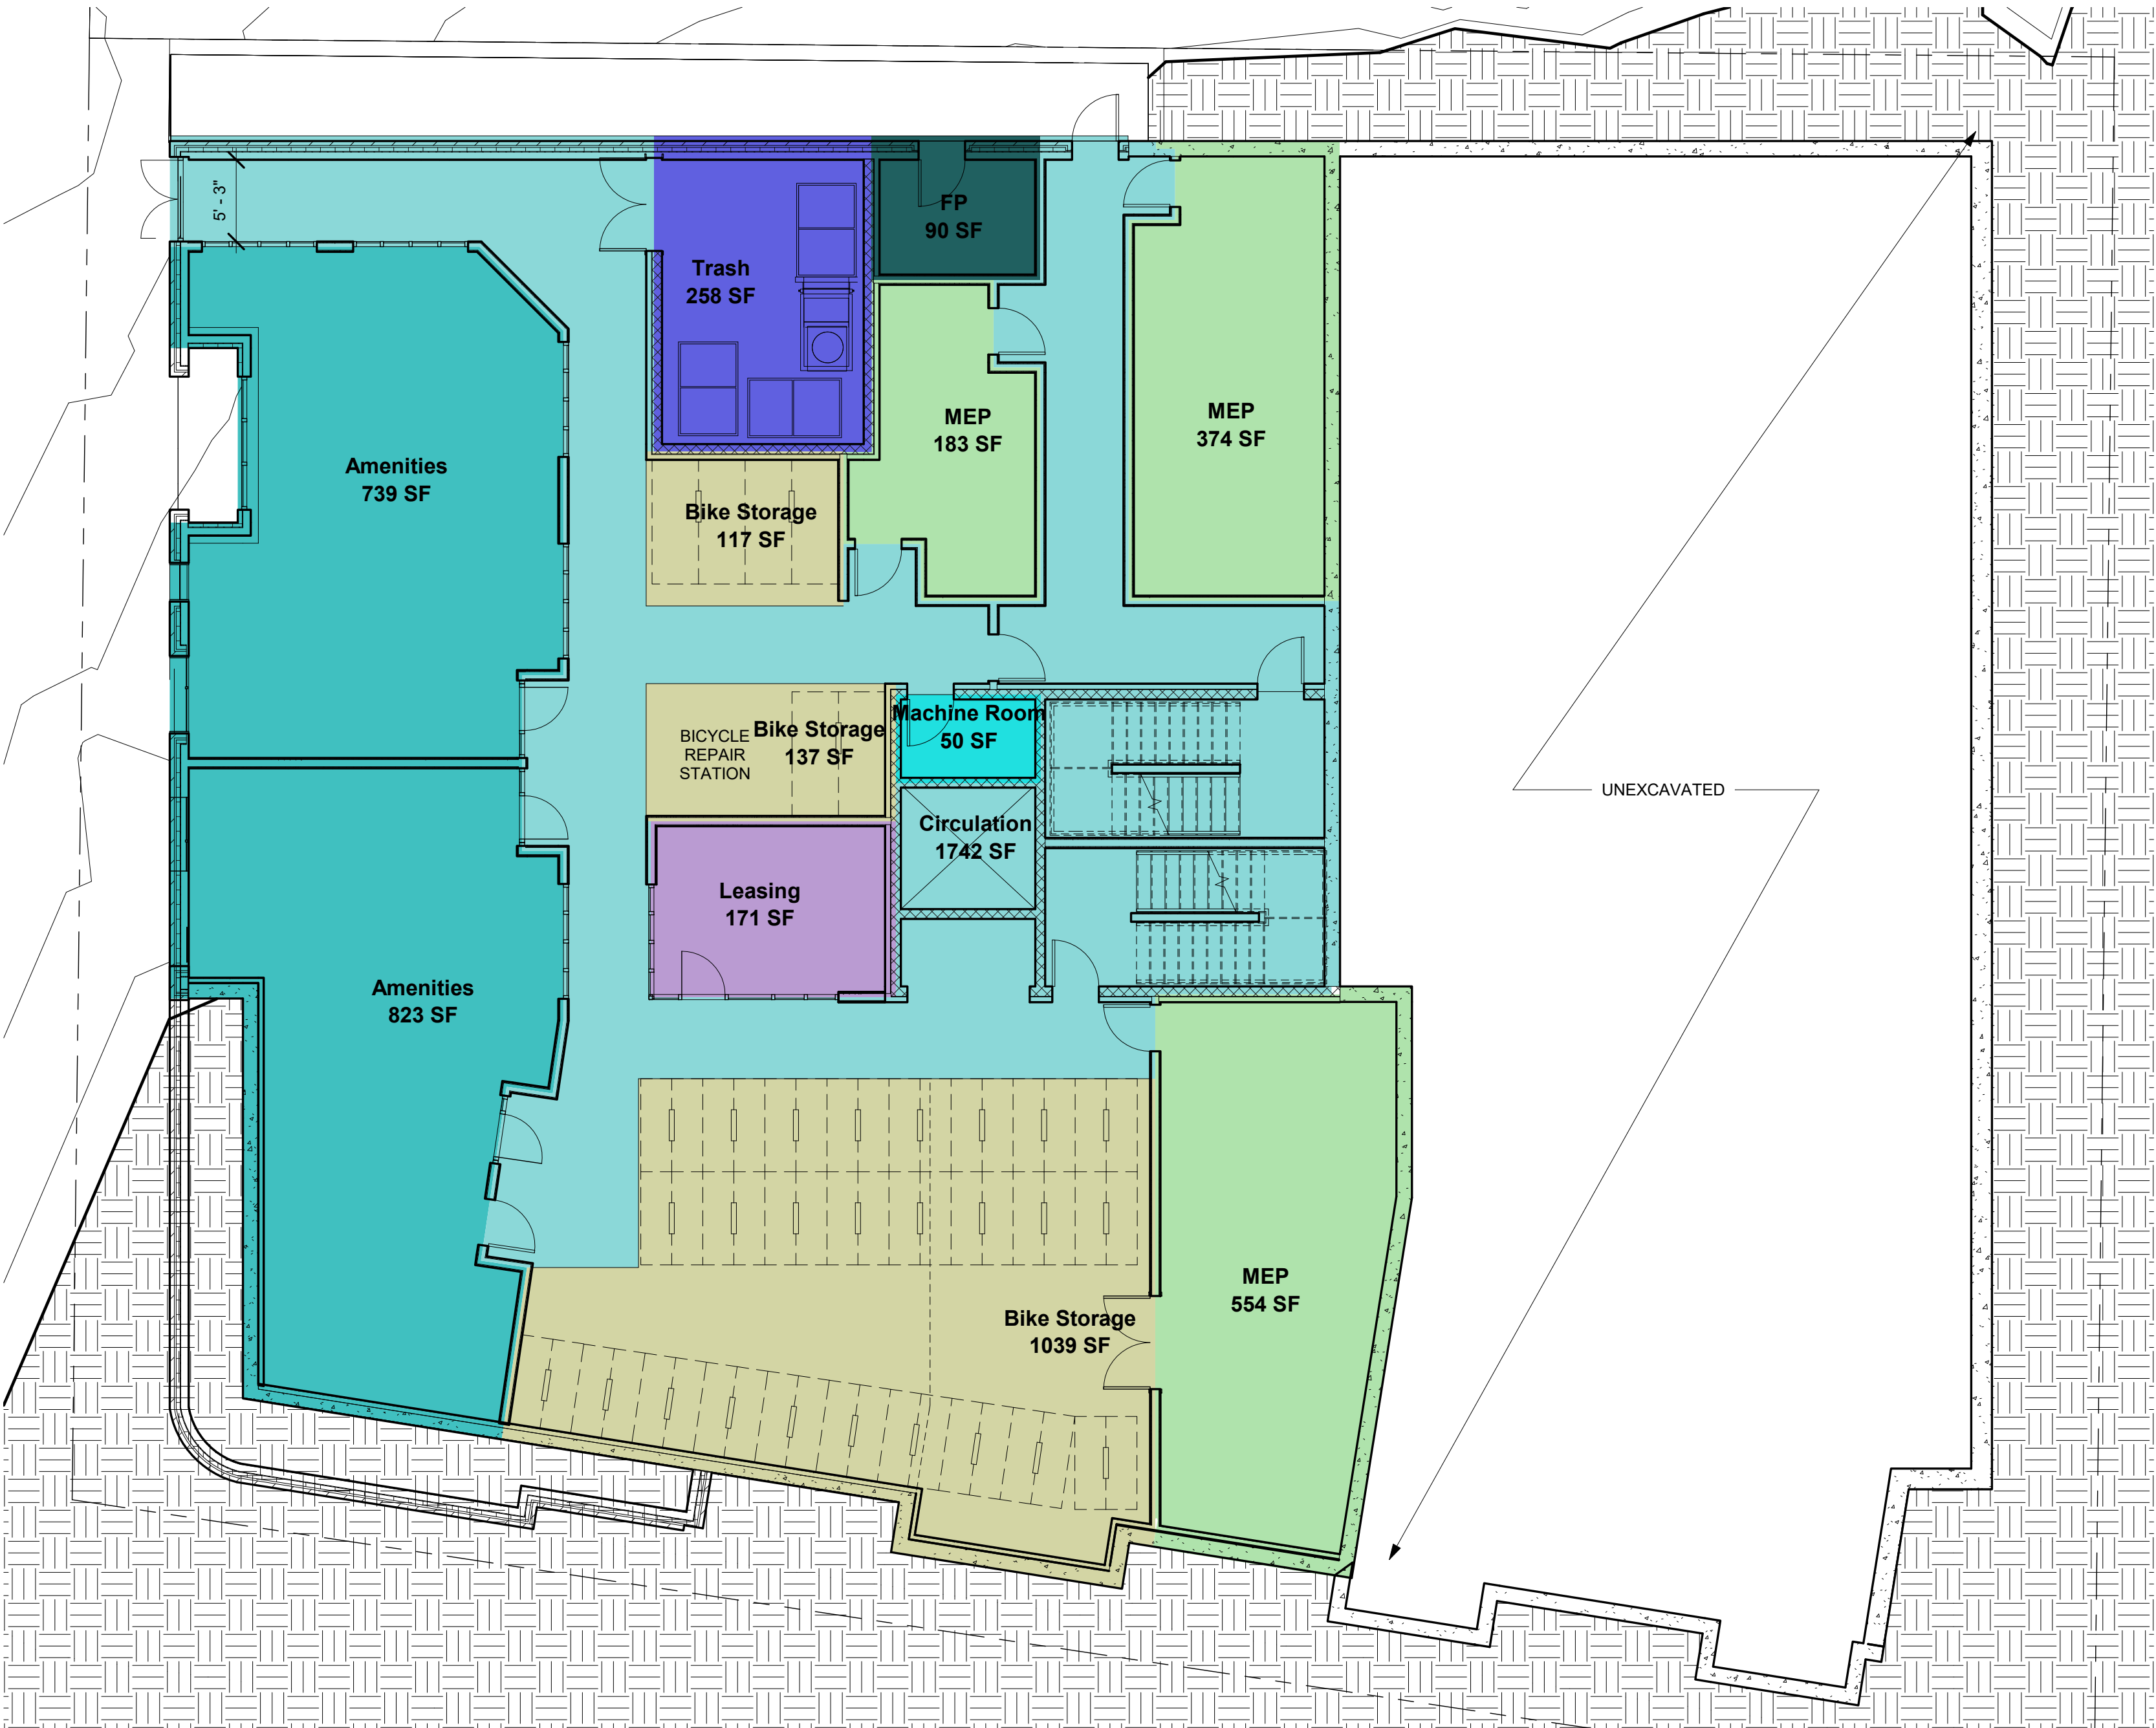 5' - 3"
FP
90 SF
Trash
258 SF
MEP
183 SF
MEP
374 SF
Amenities
739 SF
Bike Storage
117 SF
Machine Room
50 SF
Bike Storage
137 SF
BICYCLE
REPAIR
STATION
UNEXCAVATED
Circulation
1742 SF
Leasing
171 SF
Amenities
823 SF
MEP
554 SF
Bike Storage
1039 SF